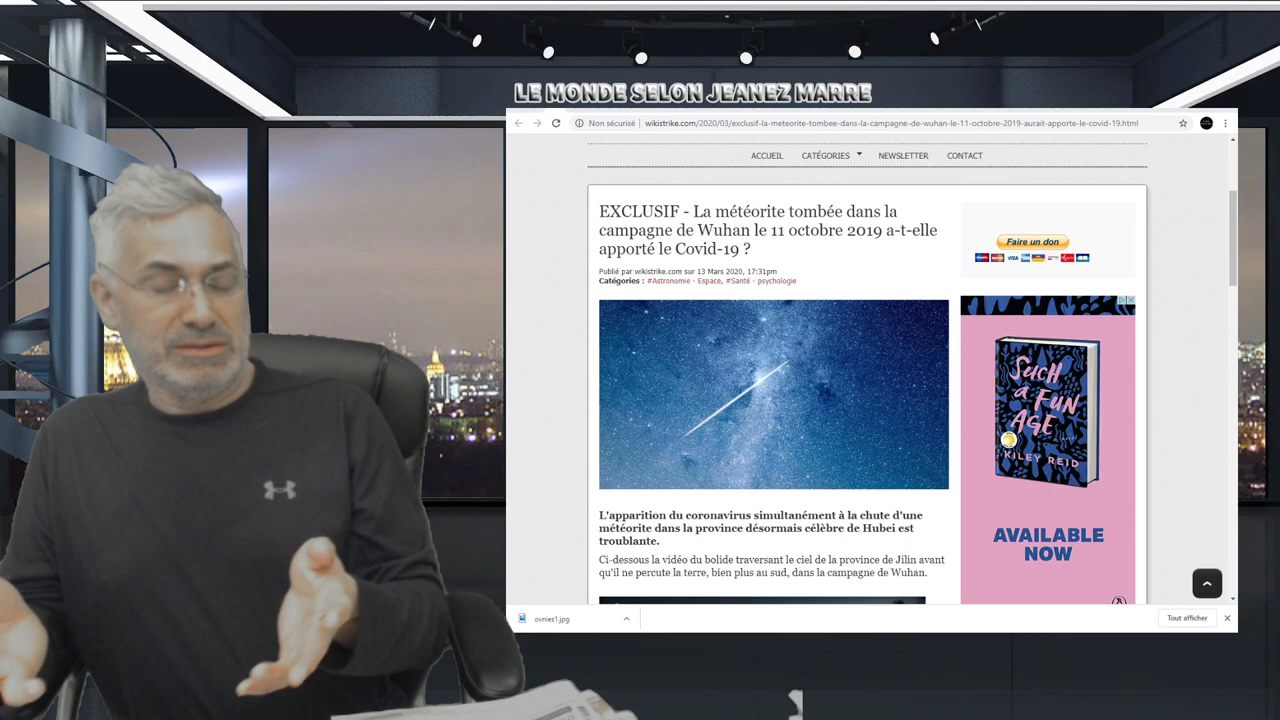 LE MONDE SELON JEANEZ MARRE
Non sécurisé | wikistrike.com/2020/03/exclusif-la-meteorite-tombee-dans-la-campagne-de-wuhan-le-11-octobre-2019-aurait-apporte-le-covid-19.html
ACCUEIL CATÉGORIES NEWSLETTER CONTACT
EXCLUSIF - La météorite tombée dans la
campagne de Wuhan le 11 octobre 2019 a-t-elle
apporté le Covid-19 ?
Publié par wikistrike.com sur 13 Mars 2020, 17:31pm
Catégories : #Astronomie - Espace, #Santé - psychologie
Faire un don
VISA
SUCH
a FUN
AGE
KILEY REID
AVAILABLE
NOW
L'apparition du coronavirus simultanément à la chute d'une
météorite dans la province désormais célèbre de Hubei est
troublante.
Ci-dessous la vidéo du bolide traversant le ciel de la province de Jilin avant
qu'il ne percute la terre, bien plus au sud, dans la campagne de Wuhan.
ovnies1.jpg
Tout afficher